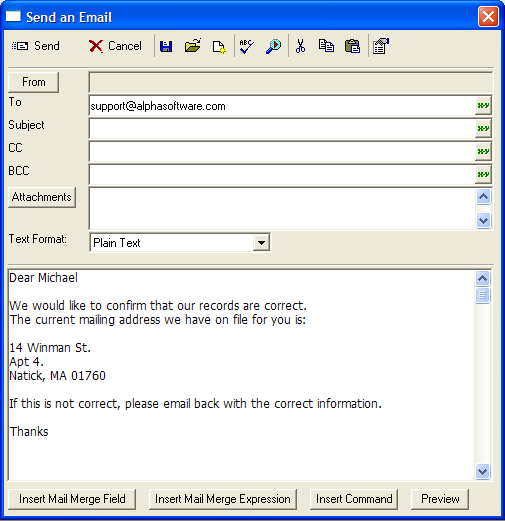 Send an Email
Send Cancel
From
To support@alphasoftware.com
Subject
CC
BCC
Attachments
Text Format: Plain Text
Dear Michael
We would like to confirm that our records are correct.
The current mailing address we have on file for you is:
14 Winman St.
Apt 4.
Natick, MA 01760
If this is not correct, please email back with the correct information.
Thanks
Insert Mail Merge Field Insert Mail Merge Expression Insert Command Preview